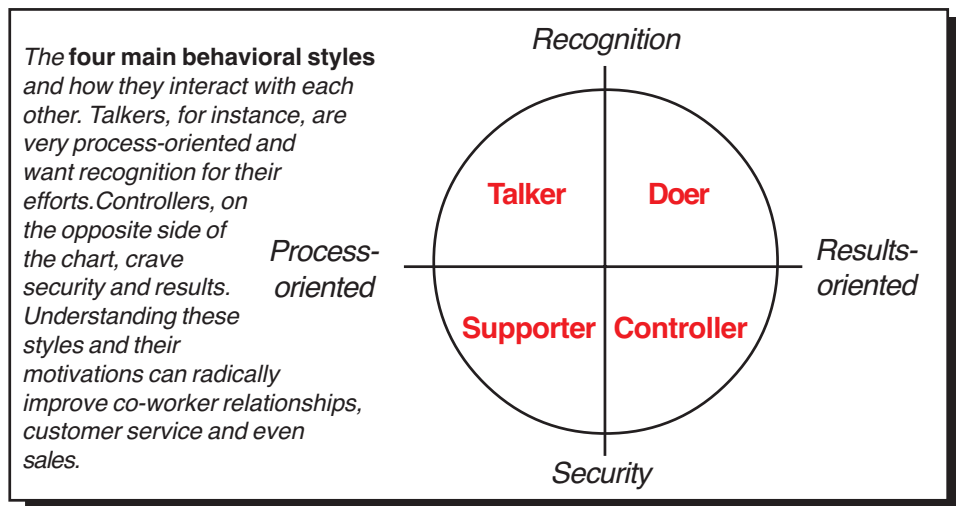 The four main behavioral styles
and how they interact with each
other. Talkers, for instance, are
very process-oriented and
want recognition for their
efforts.Controllers, on
the opposite side of
the chart, crave
security and results.
Understanding these
styles and their
motivations can radically
improve co-worker relationships,
customer service and even
sales.
Recognition
Talker
Doer
Process-
oriented
Results-
oriented
Supporter
Controller
Security